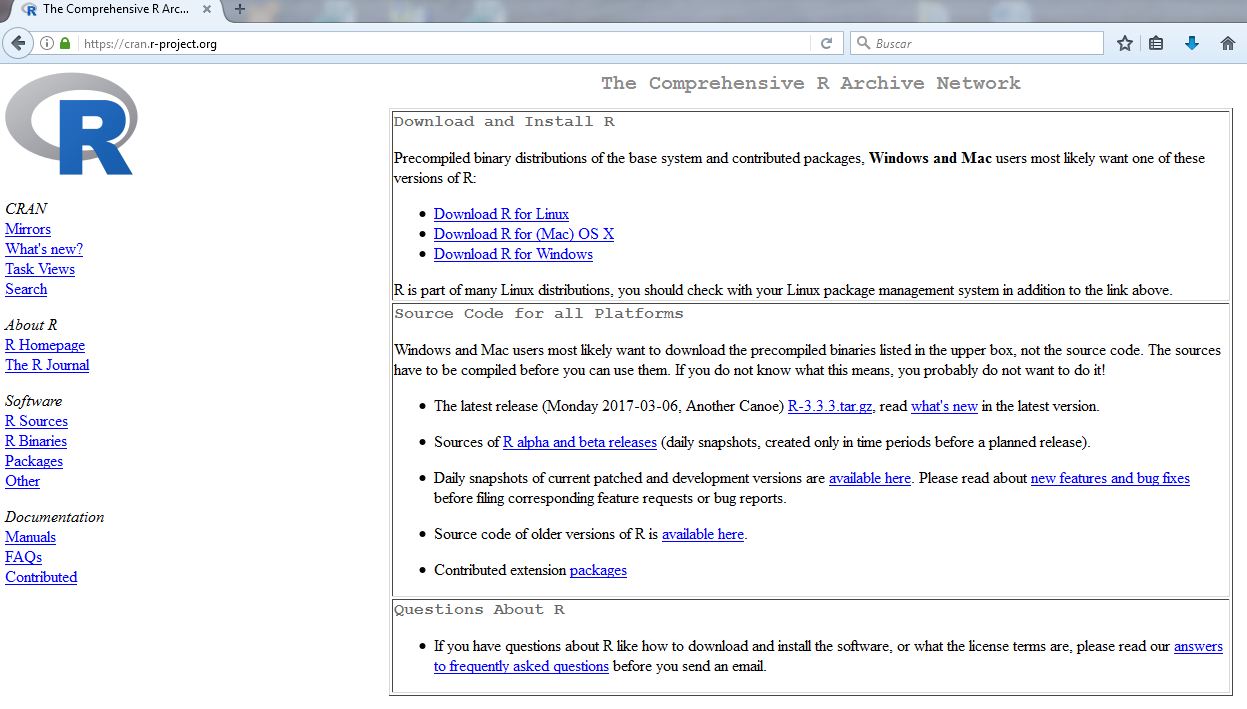 The Comprehensive R Arc...
https://cran.r-project.org
Buscar
R
CRAN
Mirrors
What's new?
Task Views
Search
About R
R Homepage
The R Journal
Software
R Sources
R Binaries
Packages
Other
Documentation
Manuals
FAQs
Contributed
The Comprehensive R Archive Network
Download and Install R
Precompiled binary distributions of the base system and contributed packages, Windows and Mac users most likely want one of these
versions of R:
Download R for Linux
Download R for (Mac) OS X
Download R for Windows
R is part of many Linux distributions, you should check with your Linux package management system in addition to the link above.
Source Code for all Platforms
Windows and Mac users most likely want to download the precompiled binaries listed in the upper box, not the source code. The sources
have to be compiled before you can use them. If you do not know what this means, you probably do not want to do it!
The latest release (Monday 2017-03-06, Another Canoe) R-3.3.3.tar.gz, read what's new in the latest version.
Sources of R alpha and beta releases (daily snapshots, created only in time periods before a planned release).
Daily snapshots of current patched and development versions are available here. Please read about new features and bug fixes
before filing corresponding feature requests or bug reports.
Source code of older versions of R is available here.
Contributed extension packages
Questions About R
If you have questions about R like how to download and install the software, or what the license terms are, please read our answers
to frequently asked questions before you send an email.